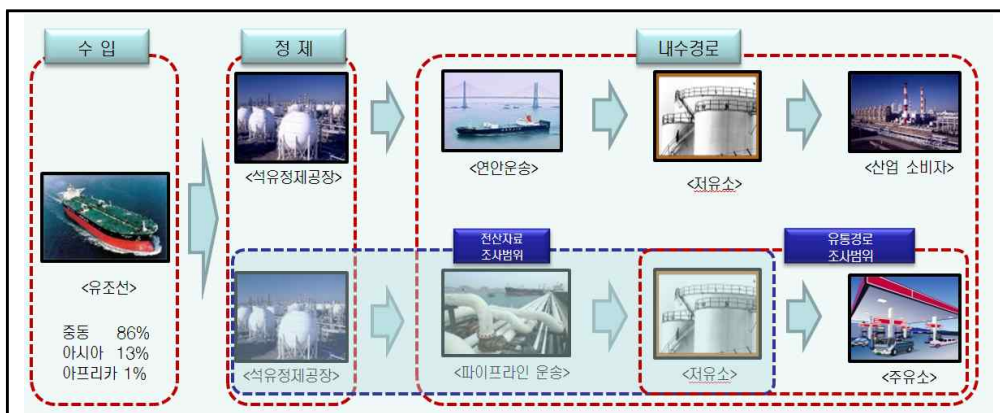 수 입
정 제
내수경로
<석유정제공장>
<연안운송>
<저유소>
<산업 소비자>
<유조선>
중동 86%
아시아 13%
아프리카 1%
전산자료
조사범위
유통경로
조사범위
<석유정제공장>
<파이프라인 운송>
<저유소>
<주유소>